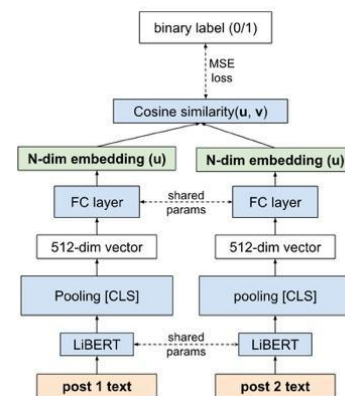 binary label (0/1)
MSE
loss
Cosine similarity(u, v)
N-dim embedding (u)
N-dim embedding (u)
FC layer
shared
params
FC layer
512-dim vector
512-dim vector
Pooling [CLS]
pooling [CLS]
LiBERT
shared
params
LiBERT
post 1 text
post 2 text